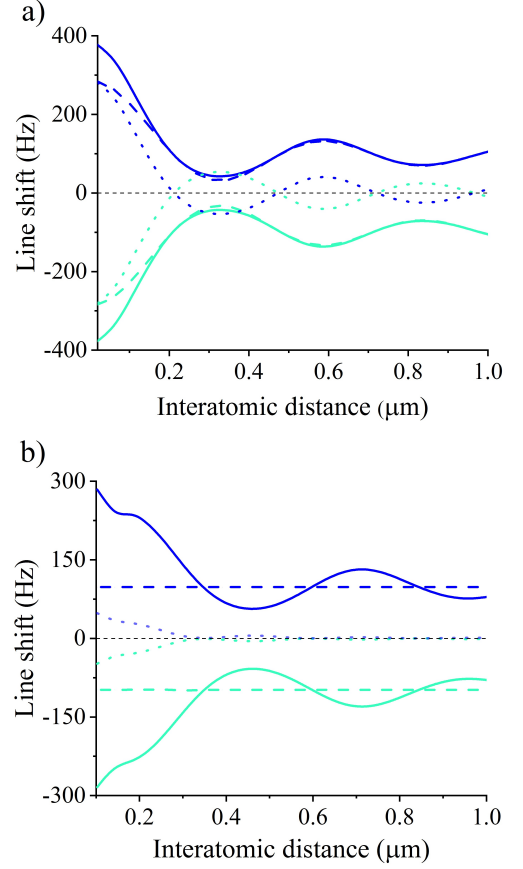 a)
400
200
0
-200
-400
Line shift (Hz)
0.2 0.4 0.6 0.8 1.0
Interatomic distance (μm)
b)
300
150
0
-150
-300
Line shift (Hz)
0.2 0.4 0.6 0.8 1.0
Interatomic distance (μm)